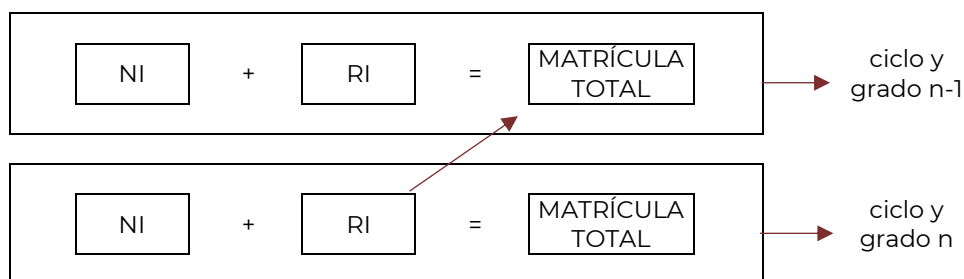 NI + RI = MATRÍCULA
TOTAL
ciclo y
grado n-1
NI + RI = MATRÍCULA
TOTAL
ciclo y
grado n